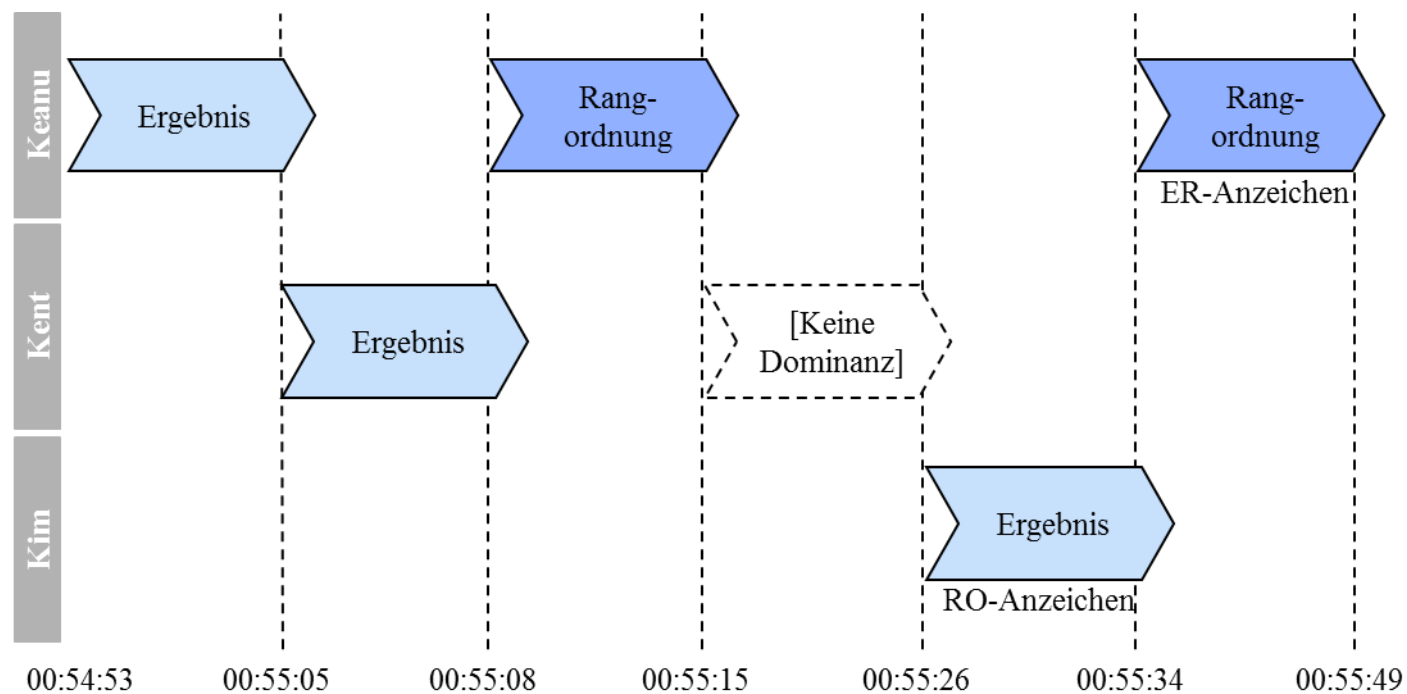 Keanu
Ergebnis
Rang-
ordnung
Rang-
ordnung
ER-Anzeichen
Kent
Ergebnis
[Keine
Dominanz]
Kim
Ergebnis
RO-Anzeichen
00:54:53 00:55:05 00:55:08 00:55:15 00:55:26 00:55:34 00:55:49